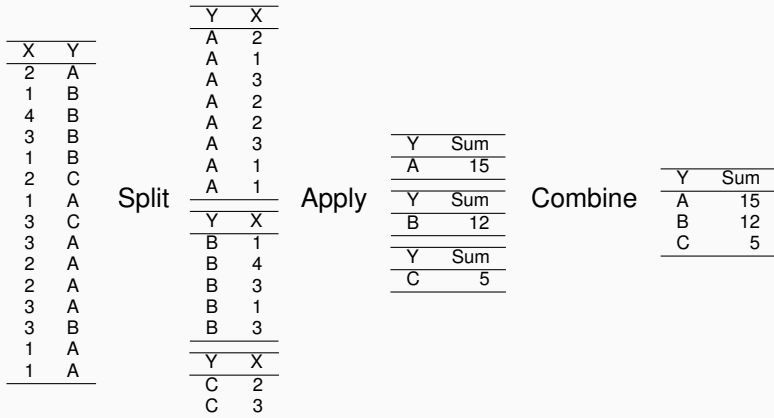 X Y
2 A
1 B
4 B
3 B
1 B
2 C
1 A
3 C
3 A
2 A
2 A
3 A
3 B
1 A
1 A
Split
Y X
A 2
A 1
A 3
A 2
A 2
A 3
A 1
A 1
Y X
B 1
B 4
B 3
B 1
B 3
Y X
C 2
C 3
Apply
Y Sum
A 15
Y Sum
B 12
Y Sum
C 5
Combine
Y Sum
A 15
B 12
C 5